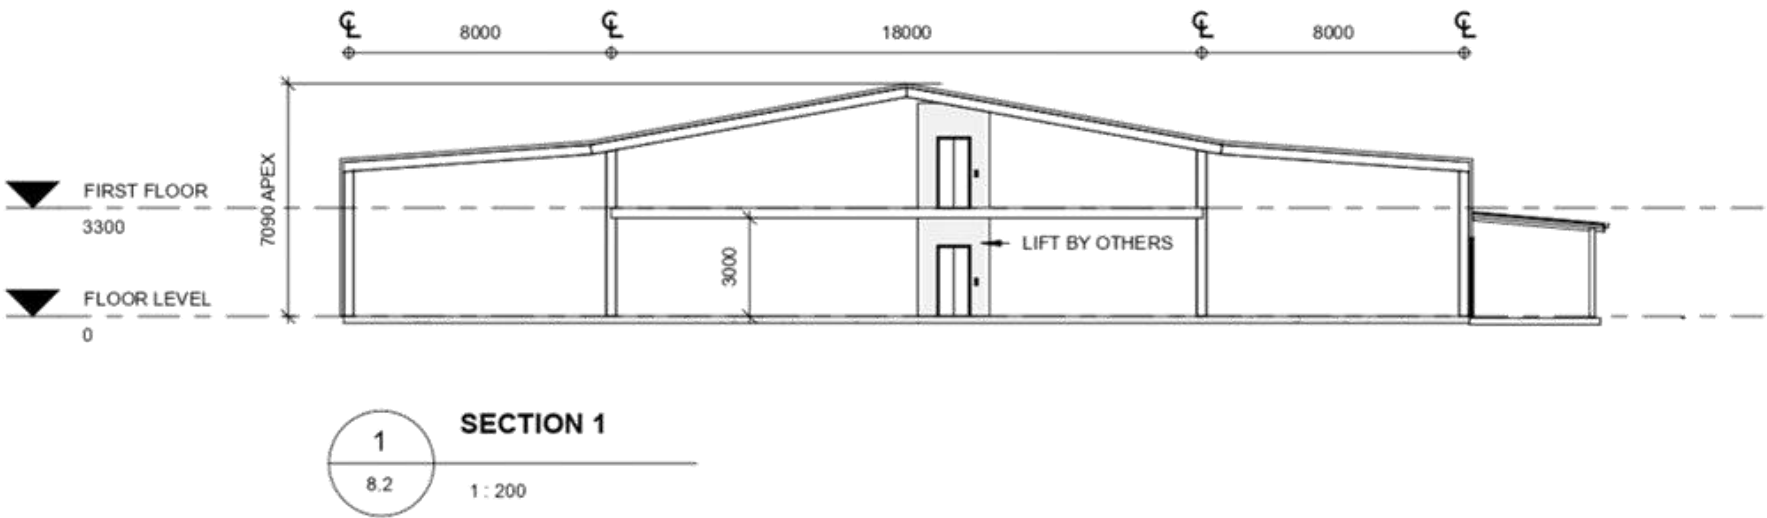 ℄ ℄ ℄ ℄
8000 18000 8000
7090 APEX
FIRST FLOOR
3300
3000
LIFT BY OTHERS
FLOOR LEVEL
0
1
8.2
SECTION 1
1 : 200